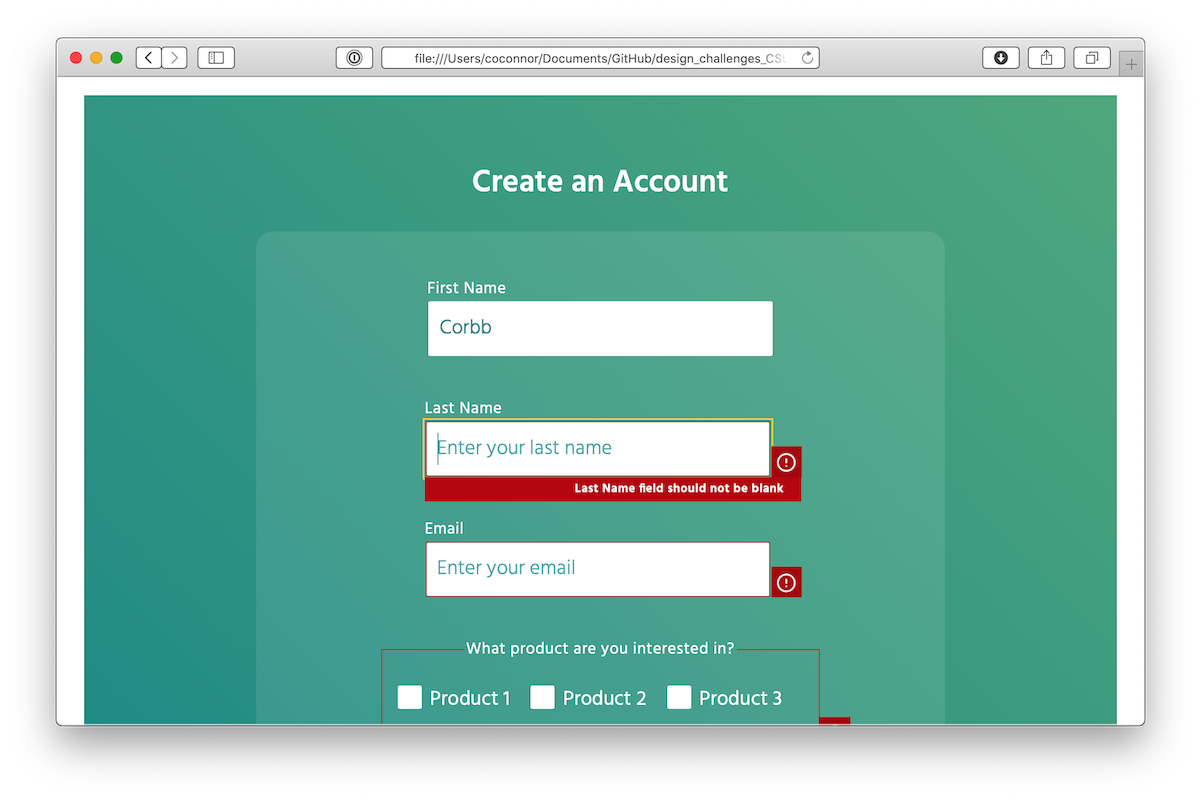 file:///Users/coconnor/Documents/GitHub/design_challenges_CSU
Create an Account
First Name
Corbb
Last Name
Enter your last name
Last Name field should not be blank
Email
Enter your email
What product are you interested in?
Product 1 Product 2 Product 3